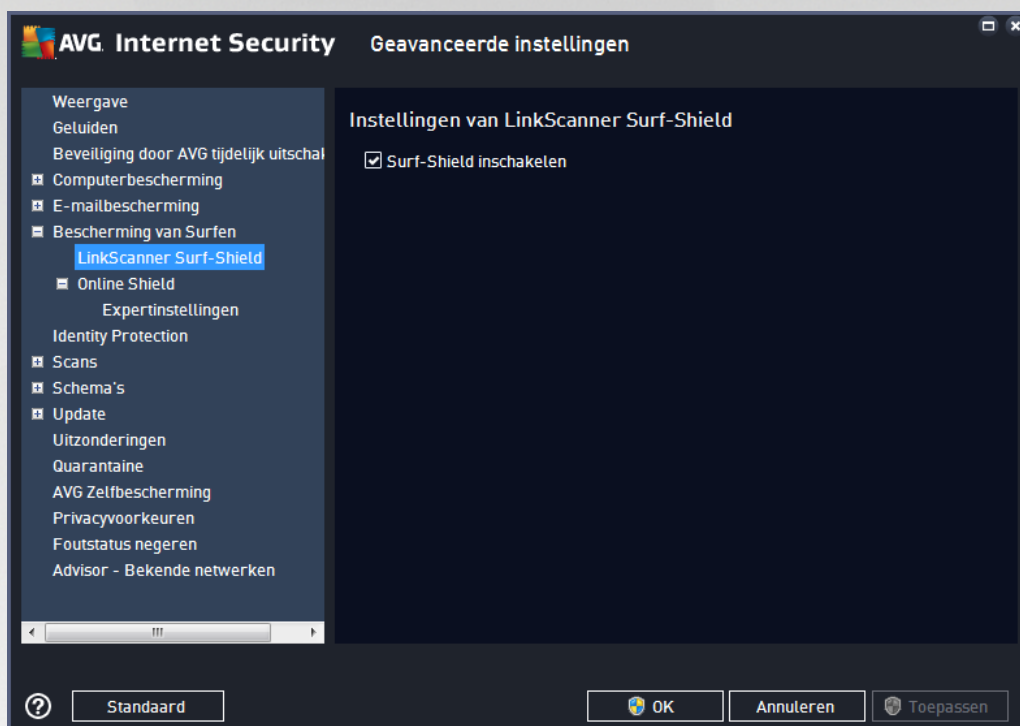 AVG. Internet Security Geavanceerde instellingen
Weergave
Geluiden
Beveiliging door AVG tijdelijk uitschak
Computerbescherming
E-mailbescherming
Bescherming van Surfen
LinkScanner Surf-Shield
Online Shield
Expertinstellingen
Identity Protection
Scans
Schema's
Update
Uitzonderingen
Quarantaine
AVG Zelfbescherming
Privacyvoorkeuren
Foutstatus negeren
Advisor - Bekende netwerken
Instellingen van LinkScanner Surf-Shield
Surf-Shield inschakelen
Standaard
OK
Annuleren
Toepassen